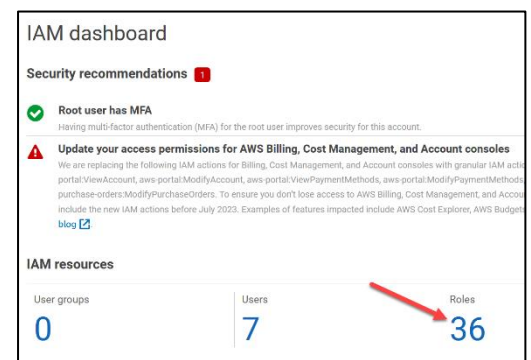 IAM dashboard
Security recommendations 1
Root user has MFA
Having multi-factor authentication (MFA) for the root user improves security for this account.
Update your access permissions for AWS Billing, Cost Management, and Account consoles
We are replacing the following IAM actions for Billing, Cost Management, and Account consoles with granular IAM actio
portal:ViewAccount, aws-portal:ModifyAccount, aws-portal:ViewPaymentMethods, aws-portal:ModifyPaymentMethods,
purchase-orders:ModifyPurchaseOrders. To ensure you don't lose access to AWS Billing, Cost Management, and Accou
include the new IAM actions before July 2023. Examples of features impacted include AWS Cost Explorer, AWS Budget
blog
IAM resources
User groups Users Roles
0 7 36